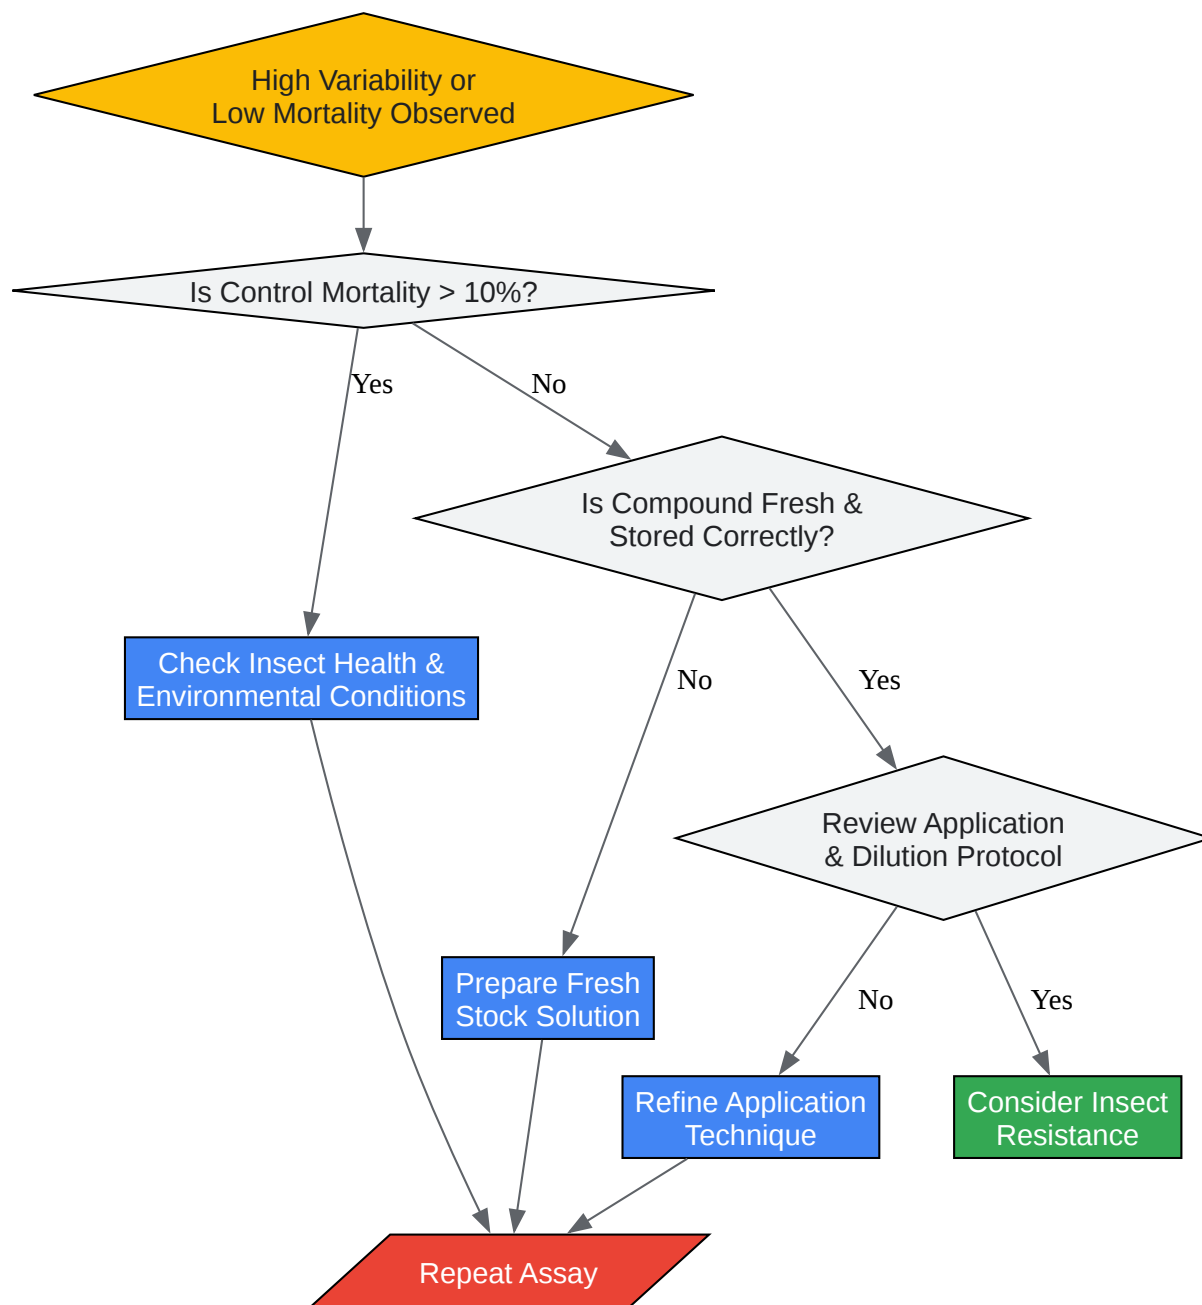 High Variability or
Low Mortality Observed
Is Control Mortality > 10%?
Yes
No
Is Compound Fresh &
Stored Correctly?
Check Insect Health &
Environmental Conditions
No
Yes
Review Application
& Dilution Protocol
Prepare Fresh
Stock Solution
No
Yes
Refine Application
Technique
Consider Insect
Resistance
Repeat Assay